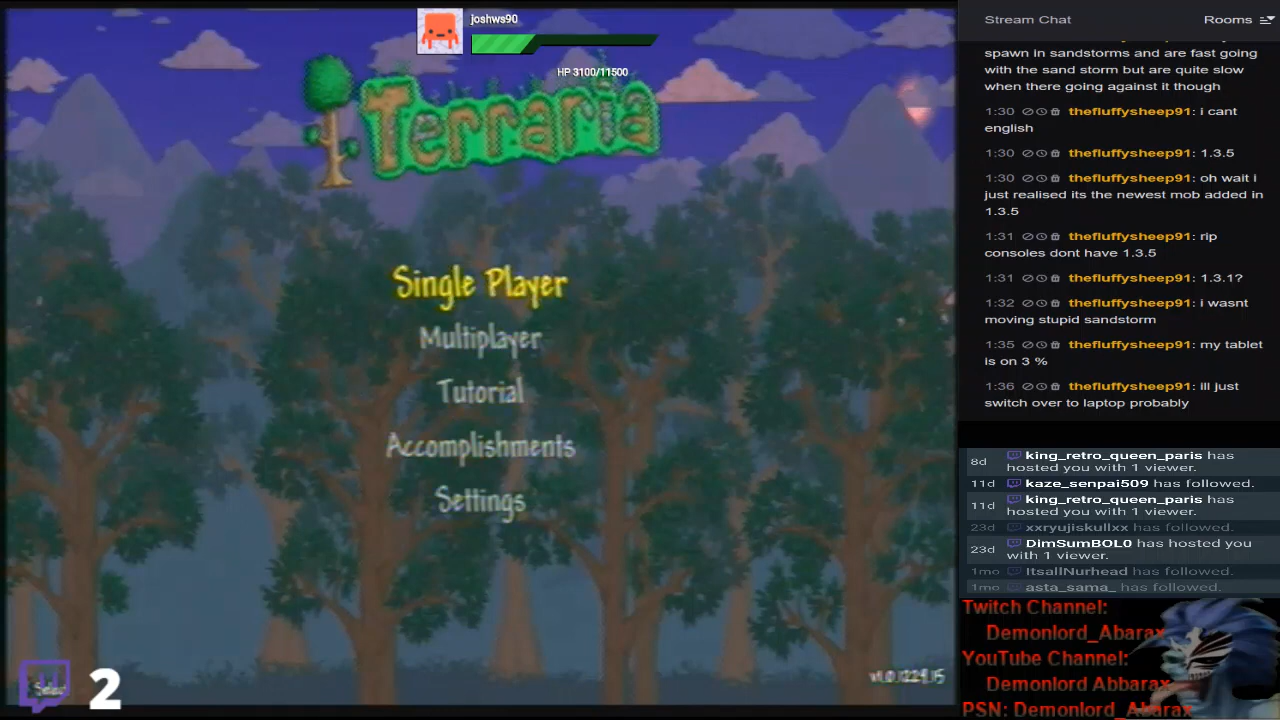 joshws90
HP 3100/11500
Terraria
Single Player
Multiplayer
Tutorial
Accomplishments
Settings
Select
2
Stream Chat
Rooms
spawn in sandstorms and are fast going
with the sand storm but are quite slow
when there going against it though
1:30 thefluffysheep91: i cant
english
1:30 thefluffysheep91: 1.3.5
1:30 thefluffysheep91: oh wait i
just realised its the newest mob added in
1.3.5
1:31 thefluffysheep91: rip
consoles dont have 1.3.5
1:31 thefluffysheep91: 1.3.1?
1:32 thefluffysheep91: i wasnt
moving stupid sandstorm
1:35 thefluffysheep91: my tablet
is on 3 %
1:36 thefluffysheep91: ill just
switch over to laptop probably
8d king_retro_queen_paris has
hosted you with 1 viewer.
11d kaze_senpai509 has followed.
11d king_retro_queen_paris has
hosted you with 1 viewer.
23d xxryujiskullxx has followed.
23d DimSumBOL0 has hosted you
with 1 viewer.
1mo ItsallNurhead has followed.
1mo asta_sama_ has followed.
Twitch Channel:
Demonlord_Abarax
YouTube Channel:
Demonlord Abbarax
PSN: Demonlord_Abarax